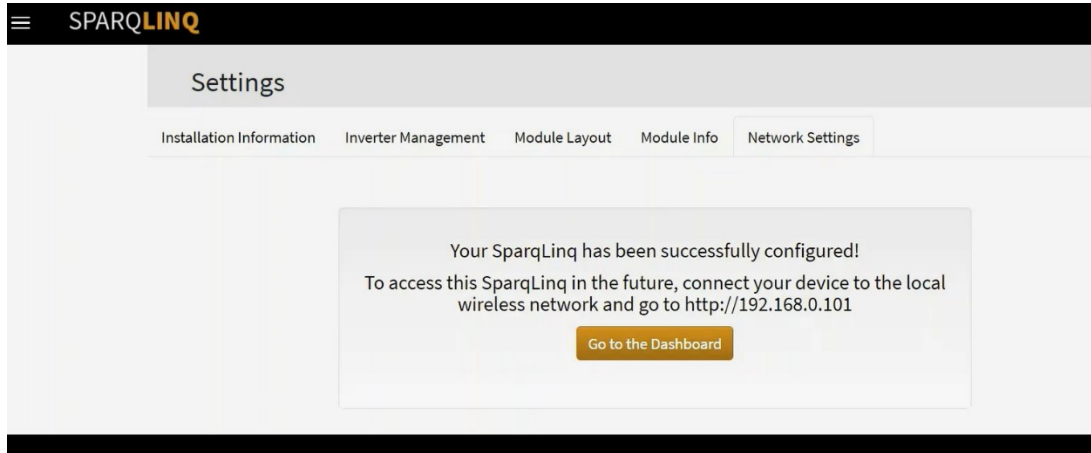 SPARQLINQ
Settings
Installation Information Inverter Management Module Layout Module Info Network Settings
Your SparqLinq has been successfully configured!
To access this SparqLinq in the future, connect your device to the local
wireless network and go to http://192.168.0.101
Go to the Dashboard